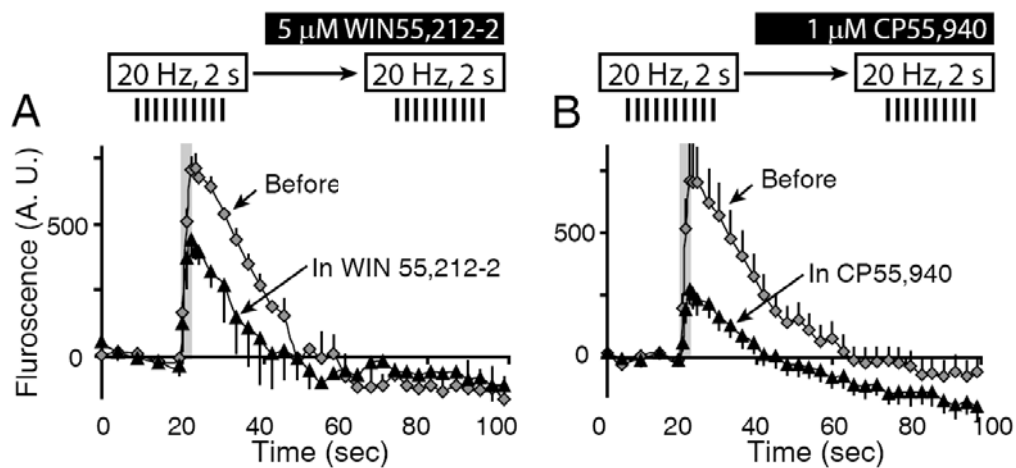 5 μM WIN55,212-2
20 Hz, 2 s
20 Hz, 2 s
A
Fluroscence (A. U.)
500
0
Before
In WIN 55,212-2
0 20 40 60 80 100
Time (sec)
1 μM CP55,940
20 Hz, 2 s
20 Hz, 2 s
B
500
0
Before
In CP55,940
0 20 40 60 80 100
Time (sec)